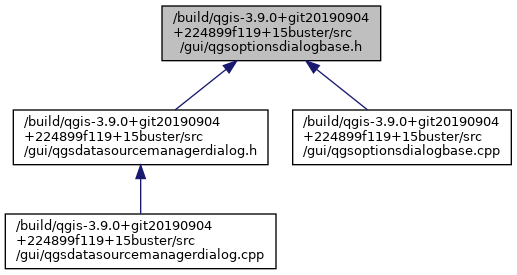 /build/qgis-3.9.0+git20190904
+224899f119+15buster/src
/gui/qgsoptionsdialogbase.h
/build/qgis-3.9.0+git20190904
+224899f119+15buster/src
/gui/qgsdatasourcemanagerdialog.h
/build/qgis-3.9.0+git20190904
+224899f119+15buster/src
/gui/qgsoptionsdialogbase.cpp
/build/qgis-3.9.0+git20190904
+224899f119+15buster/src
/gui/qgsdatasourcemanagerdialog.cpp